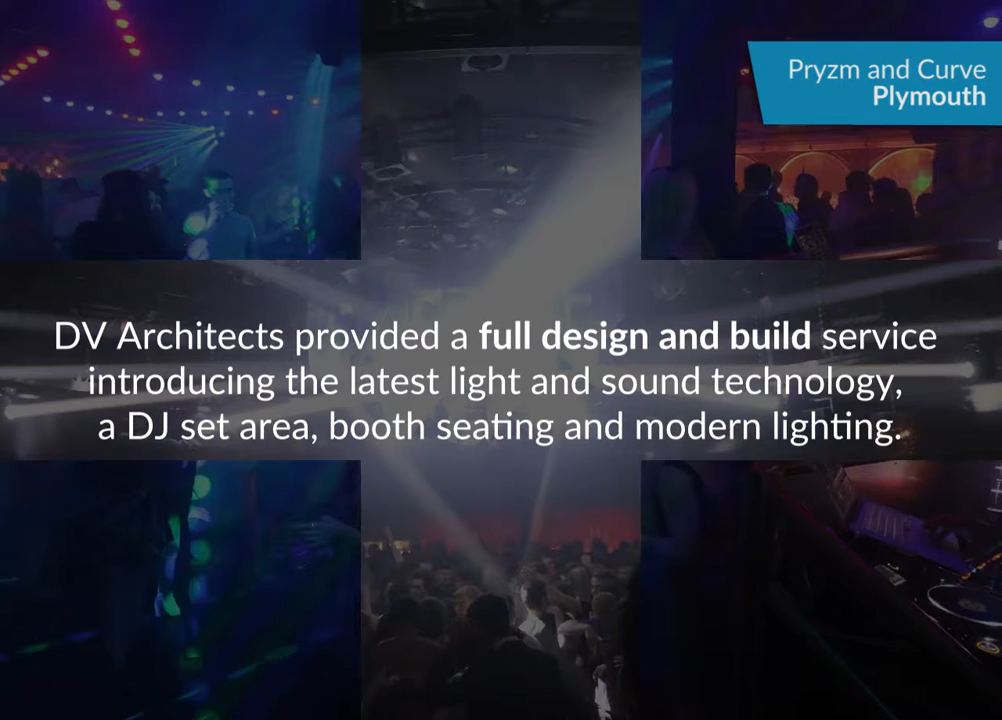 Pryzm and Curve
Plymouth
DV Architects provided a full design and build service
introducing the latest light and sound technology,
a DJ set area, booth seating and modern lighting.